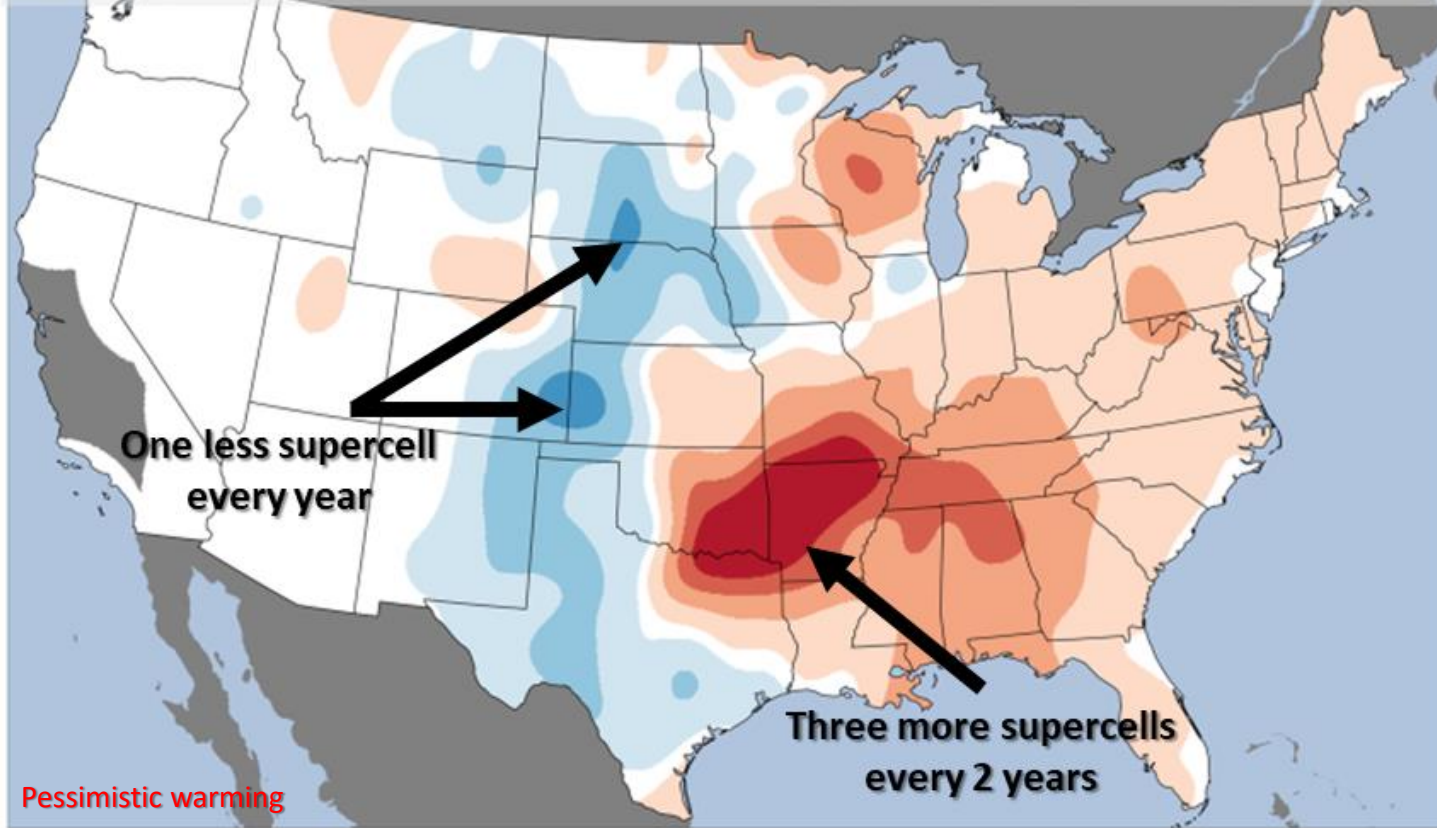 One less supercell
every year
Three more supercells
every 2 years
Pessimistic warming